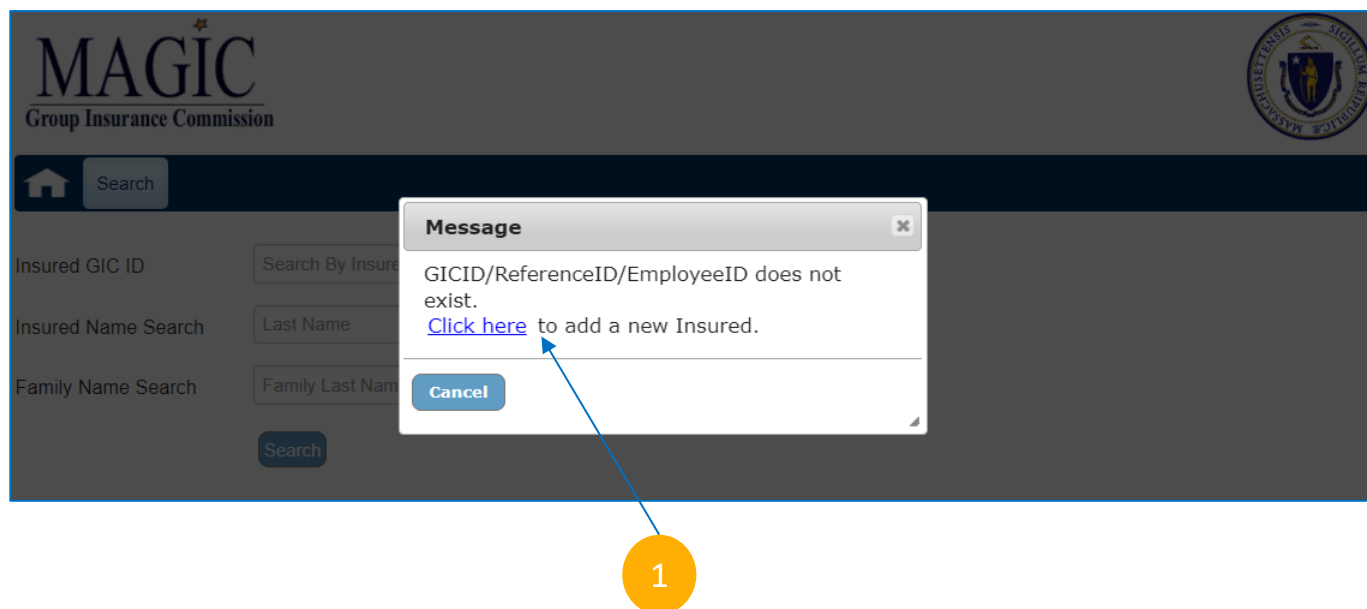 MAGIC
Group Insurance Commission
Search
Message
Insured GIC ID
Search By Insure
GICID/ReferenceID/EmployeeID does not
exist.
Click here to add a new Insured.
Insured Name Search
Last Name
Family Name Search
Family Last Nam
Cancel
Search
1